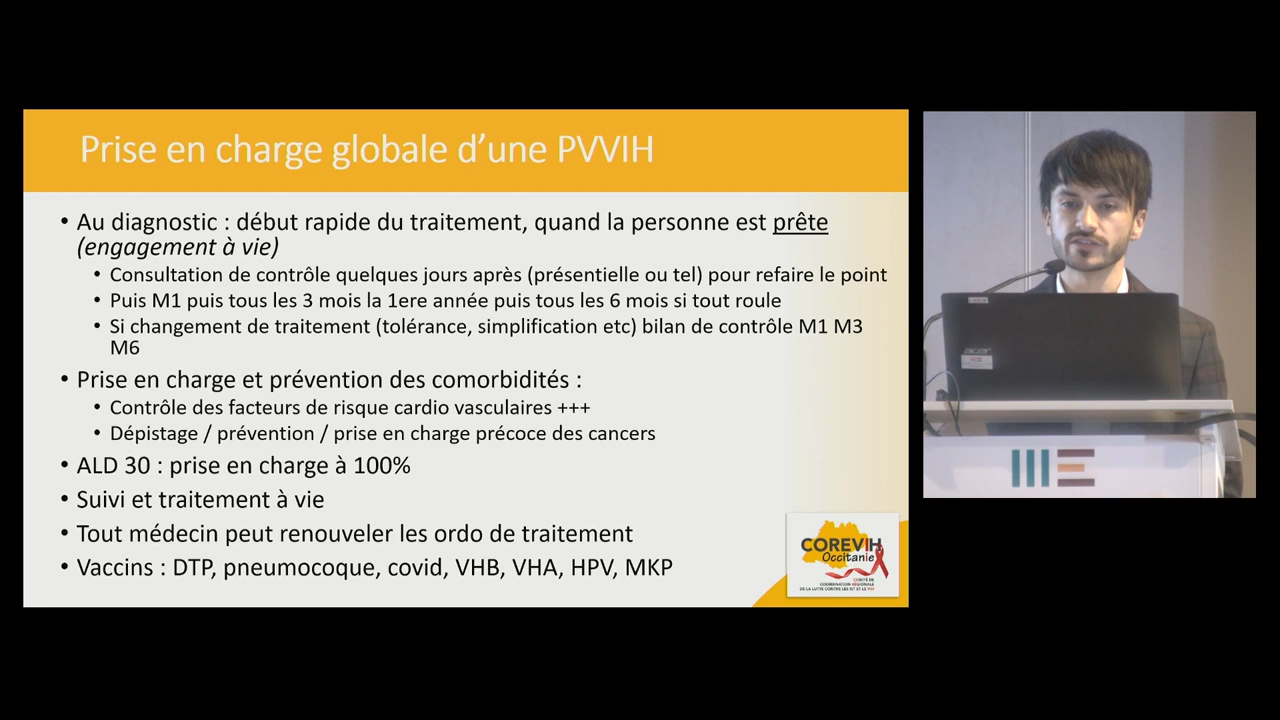 Prise en charge globale d’une PVVIH
• Au diagnostic : début rapide du traitement, quand la personne est prête
(engagement à vie)
• Consultation de contrôle quelques jours après (présentielle ou tel) pour refaire le point
• Puis M1 puis tous les 3 mois la 1ere année puis tous les 6 mois si tout roule
• Si changement de traitement (tolérance, simplification etc) bilan de contrôle M1 M3
M6
• Prise en charge et prévention des comorbidités :
• Contrôle des facteurs de risque cardio vasculaires +++
• Dépistage / prévention / prise en charge précoce des cancers
• ALD 30 : prise en charge à 100%
• Suivi et traitement à vie
• Tout médecin peut renouveler les ordo de traitement
• Vaccins : DTP, pneumocoque, covid, VHB, VHA, HPV, MKP
COREVIH
Occitanie
COMITÉ DE
COORDINATION RÉGIONALE
DE LA LUTTE CONTRE LES IST ET LE VIH
acer
ME